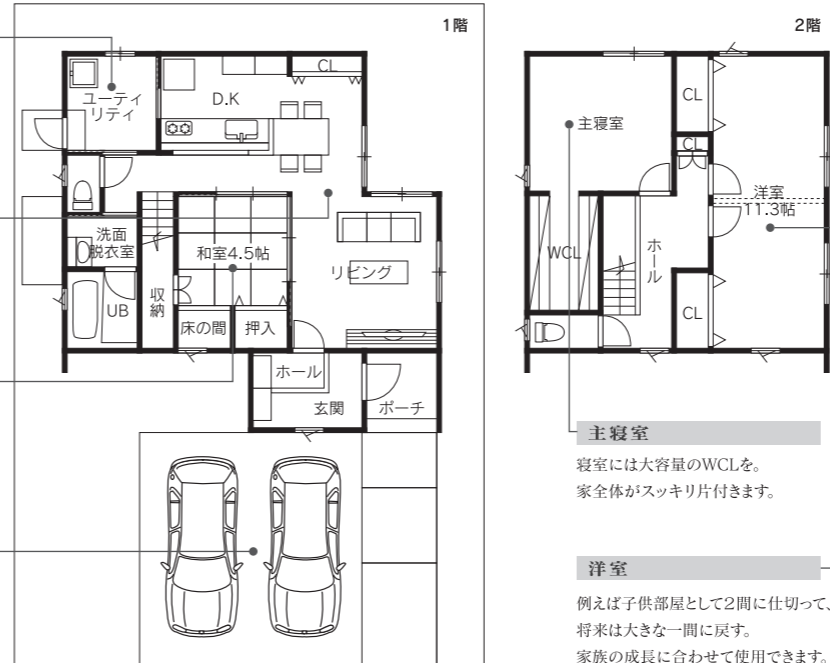 1階
CL
ユーティ
リティ
D.K
洗面
脱衣室
和室4.5帖
リビング
UB
収納
床の間
押入
ホール
玄関
ポーチ
2階
CL
主寝室
CL
洋室
11.3帖
WCL
ホール
CL
主寝室
寝室には大容量のWCLを。
家全体がスッキリ片付きます。
洋室
例えば子供部屋として2間に仕切って、
将来は大きな一間に戻す。
家族の成長に合わせて使用できます。